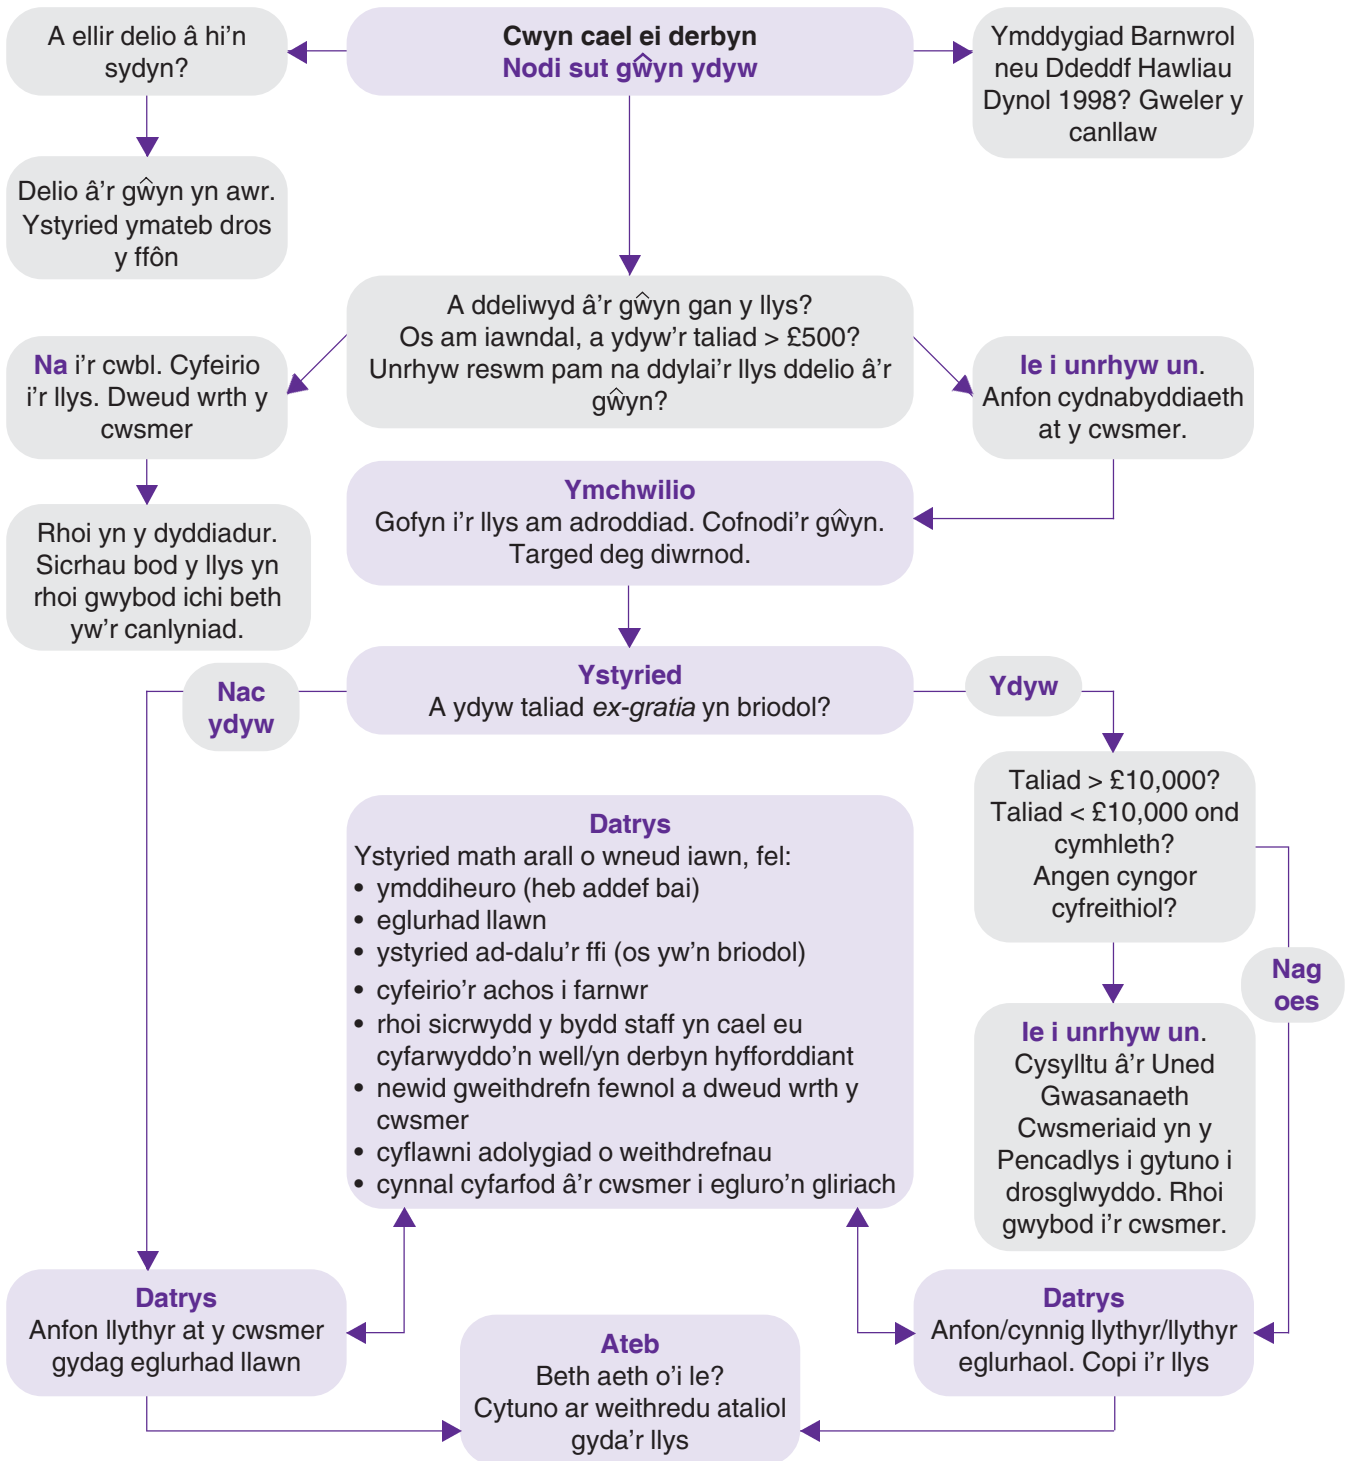 A ellir delio â hi’n
sydyn?
Cwyn cael ei derbyn
Nodi sut gŵyn ydyw
Ymddygiad Barnwrol
neu Ddeddf Hawliau
Dynol 1998? Gweler y
canllaw
Delio â’r gŵyn yn awr.
Ystyried ymateb dros
y ffôn
A ddeliwyd â’r gŵyn gan y llys?
Os am iawndal, a ydyw’r taliad > £500?
Unrhyw reswm pam na ddylai’r llys ddelio â’r
gŵyn?
Na i’r cwbl. Cyfeirio
i’r llys. Dweud wrth y
cwsmer
Ie i unrhyw un.
Anfon cydnabyddiaeth
at y cwsmer.
Rhoi yn y dyddiadur.
Sicrhau bod y llys yn
rhoi gwybod ichi beth
yw’r canlyniad.
Ymchwilio
Gofyn i’r llys am adroddiad. Cofnodi’r gŵyn.
Targed deg diwrnod.
Nac
ydyw
Ystyried
A ydyw taliad ex-gratia yn briodol?
Ydyw
Taliad > £10,000?
Taliad < £10,000 ond
cymhleth?
Angen cyngor
cyfreithiol?
Datrys
Ystyried math arall o wneud iawn, fel:
• ymddiheuro (heb addef bai)
• eglurhad llawn
• ystyried ad-dalu’r ffi (os yw’n briodol)
• cyfeirio’r achos i farnwr
• rhoi sicrwydd y bydd staff yn cael eu
cyfarwyddo’n well/yn derbyn hyfforddiant
• newid gweithdrefn fewnol a dweud wrth y
cwsmer
• cyflawni adolygiad o weithdrefnau
• cynnal cyfarfod â’r cwsmer i egluro’n gliriach
Nag
oes
Ie i unrhyw un.
Cysylltu â’r Uned
Gwasanaeth
Cwsmeriaid yn y
Pencadlys i gytuno i
drosglwyddo. Rhoi
gwybod i’r cwsmer.
Datrys
Anfon llythyr at y cwsmer
gydag eglurhad llawn
Datrys
Anfon/cynnig llythyr/llythyr
eglurhaol. Copi i’r llys
Ateb
Beth aeth o’i le?
Cytuno ar weithredu ataliol
gyda’r llys